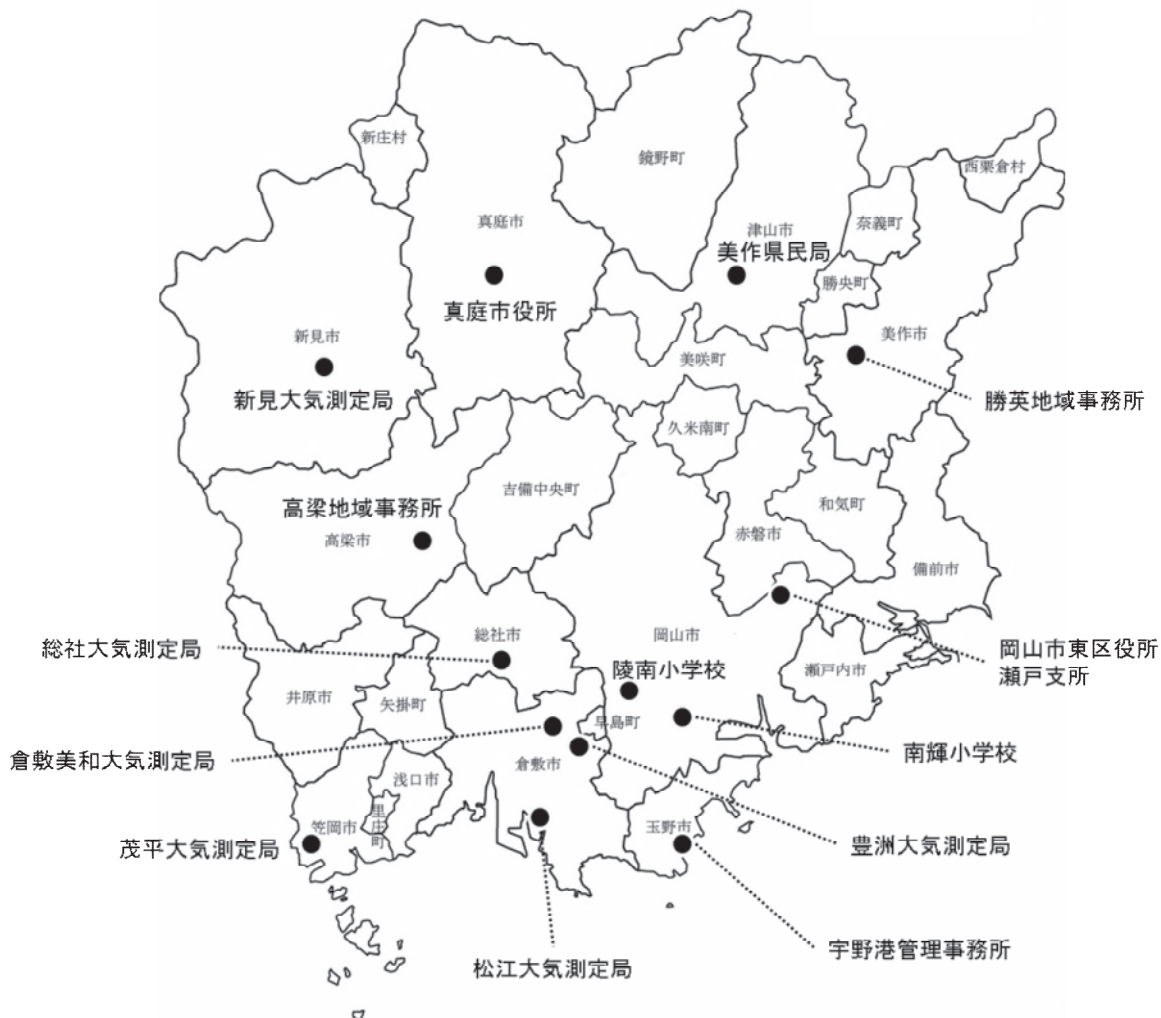 新庄村
鏡野町
西粟倉村
真庭市
津山市
奈義町
美作県民局
勝央町
真庭市役所
新見市
美作市
美咲町
新見大気測定局
勝英地域事務所
久米南町
吉備中央町
高梁地域事務所
和気町
高梁市
赤磐市
備前市
総社市
岡山市
総社大気測定局
岡山市東区役所
瀬戸支所
瀬戸内市
陵南小学校
井原市
矢掛町
早島町
倉敷美和大気測定局
南輝小学校
倉敷市
浅口市
里庄町
笠岡市
玉野市
茂平大気測定局
豊洲大気測定局
宇野港管理事務所
松江大気測定局